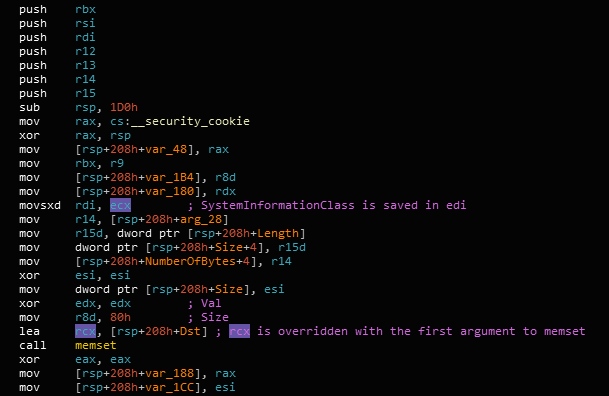 push rbx
push rsi
push rdi
push r12
push r13
push r14
push r15
sub rsp, 1D0h
mov rax, cs:__security_cookie
xor rax, rsp
mov [rsp+208h+var_48], rax
mov rbx, r9
mov [rsp+208h+var_1B4], r8d
mov [rsp+208h+var_180], rdx
movsxd rdi, ecx ; SystemInformationClass is saved in edi
mov r14, [rsp+208h+arg_28]
mov r15d, dword ptr [rsp+208h+Length]
mov dword ptr [rsp+208h+Size+4], r15d
mov [rsp+208h+NumberOfBytes+4], r14
xor esi, esi
mov dword ptr [rsp+208h+Size], esi
xor edx, edx ; Val
mov r8d, 80h ; Size
lea rcx, [rsp+208h+Dst] ; rcx is overridden with the first argument to memset
call memset
xor eax, eax
mov [rsp+208h+var_188], rax
mov [rsp+208h+var_1CC], esi